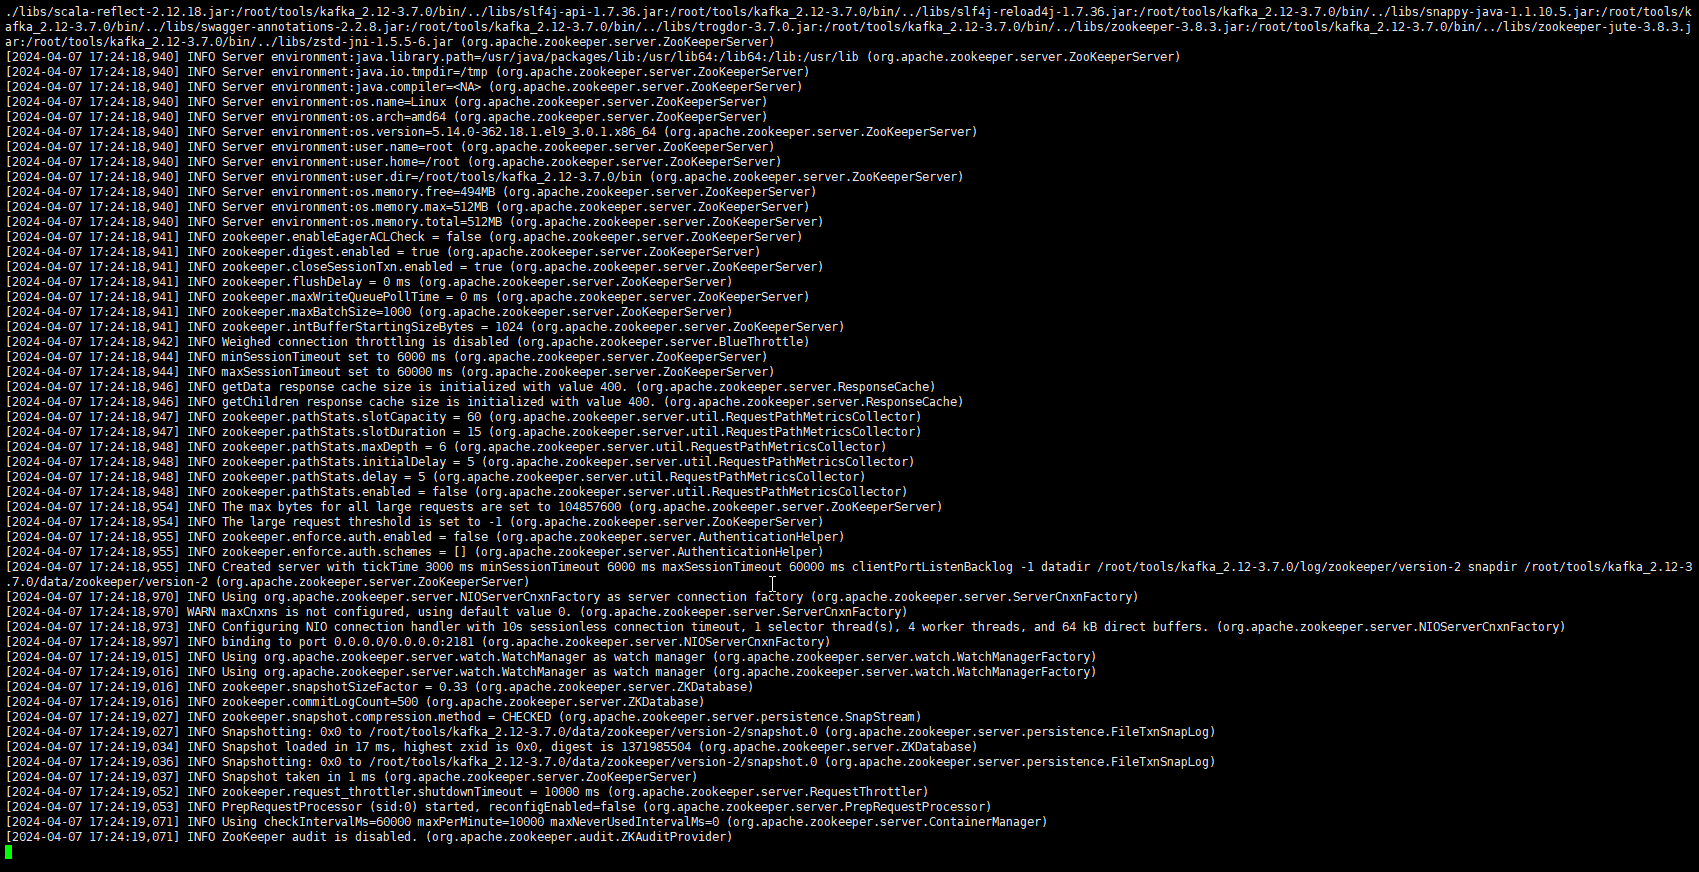 ./libs/scala-reflect-2.12.18.jar:/root/tools/kafka_2.12-3.7.0/bin/../libs/slf4j-api-1.7.36.jar:/root/tools/kafka_2.12-3.7.0/bin/../libs/slf4j-reload4j-1.7.36.jar:/root/tools/kafka_2.12-3.7.0/bin/../libs/snappy-java-1.1.10.5.jar:/root/tools/k
afka_2.12-3.7.0/bin/../libs/swagger-annotations-2.2.8.jar:/root/tools/kafka_2.12-3.7.0/bin/../libs/trogdor-3.7.0.jar:/root/tools/kafka_2.12-3.7.0/bin/../libs/zookeeper-3.8.3.jar:/root/tools/kafka_2.12-3.7.0/bin/../libs/zookeeper-jute-3.8.3.j
ar:/root/tools/kafka_2.12-3.7.0/bin/../libs/zstd-jni-1.5.5-6.jar (org.apache.zookeeper.server.ZooKeeperServer)
[2024-04-07 17:24:18,940] INFO Server environment:java.library.path=/usr/java/packages/lib:/usr/lib64:/lib64:/lib:/usr/lib (org.apache.zookeeper.server.ZooKeeperServer)
[2024-04-07 17:24:18,940] INFO Server environment:java.io.tmpdir=/tmp (org.apache.zookeeper.server.ZooKeeperServer)
[2024-04-07 17:24:18,940] INFO Server environment:java.compiler=<NA> (org.apache.zookeeper.server.ZooKeeperServer)
[2024-04-07 17:24:18,940] INFO Server environment:os.name=Linux (org.apache.zookeeper.server.ZooKeeperServer)
[2024-04-07 17:24:18,940] INFO Server environment:os.arch=amd64 (org.apache.zookeeper.server.ZooKeeperServer)
[2024-04-07 17:24:18,940] INFO Server environment:os.version=5.14.0-362.18.1.el9_3.0.1.x86_64 (org.apache.zookeeper.server.ZooKeeperServer)
[2024-04-07 17:24:18,940] INFO Server environment:user.name=root (org.apache.zookeeper.server.ZooKeeperServer)
[2024-04-07 17:24:18,940] INFO Server environment:user.home=/root (org.apache.zookeeper.server.ZooKeeperServer)
[2024-04-07 17:24:18,940] INFO Server environment:user.dir=/root/tools/kafka_2.12-3.7.0/bin (org.apache.zookeeper.server.ZooKeeperServer)
[2024-04-07 17:24:18,940] INFO Server environment:os.memory.free=494MB (org.apache.zookeeper.server.ZooKeeperServer)
[2024-04-07 17:24:18,940] INFO Server environment:os.memory.max=512MB (org.apache.zookeeper.server.ZooKeeperServer)
[2024-04-07 17:24:18,940] INFO Server environment:os.memory.total=512MB (org.apache.zookeeper.server.ZooKeeperServer)
[2024-04-07 17:24:18,941] INFO zookeeper.enableEagerACLCheck = false (org.apache.zookeeper.server.ZooKeeperServer)
[2024-04-07 17:24:18,941] INFO zookeeper.digest.enabled = true (org.apache.zookeeper.server.ZooKeeperServer)
[2024-04-07 17:24:18,941] INFO zookeeper.closeSessionTxn.enabled = true (org.apache.zookeeper.server.ZooKeeperServer)
[2024-04-07 17:24:18,941] INFO zookeeper.flushDelay = 0 ms (org.apache.zookeeper.server.ZooKeeperServer)
[2024-04-07 17:24:18,941] INFO zookeeper.maxWriteQueuePollTime = 0 ms (org.apache.zookeeper.server.ZooKeeperServer)
[2024-04-07 17:24:18,941] INFO zookeeper.maxBatchSize=1000 (org.apache.zookeeper.server.ZooKeeperServer)
[2024-04-07 17:24:18,941] INFO zookeeper.intBufferStartingSizeBytes = 1024 (org.apache.zookeeper.server.ZooKeeperServer)
[2024-04-07 17:24:18,942] INFO Weighed connection throttling is disabled (org.apache.zookeeper.server.BlueThrottle)
[2024-04-07 17:24:18,944] INFO minSessionTimeout set to 6000 ms (org.apache.zookeeper.server.ZooKeeperServer)
[2024-04-07 17:24:18,944] INFO maxSessionTimeout set to 60000 ms (org.apache.zookeeper.server.ZooKeeperServer)
[2024-04-07 17:24:18,946] INFO getData response cache size is initialized with value 400. (org.apache.zookeeper.server.ResponseCache)
[2024-04-07 17:24:18,946] INFO getChildren response cache size is initialized with value 400. (org.apache.zookeeper.server.ResponseCache)
[2024-04-07 17:24:18,947] INFO zookeeper.pathStats.slotCapacity = 60 (org.apache.zookeeper.server.util.RequestPathMetricsCollector)
[2024-04-07 17:24:18,947] INFO zookeeper.pathStats.slotDuration = 15 (org.apache.zookeeper.server.util.RequestPathMetricsCollector)
[2024-04-07 17:24:18,948] INFO zookeeper.pathStats.maxDepth = 6 (org.apache.zookeeper.server.util.RequestPathMetricsCollector)
[2024-04-07 17:24:18,948] INFO zookeeper.pathStats.initialDelay = 5 (org.apache.zookeeper.server.util.RequestPathMetricsCollector)
[2024-04-07 17:24:18,948] INFO zookeeper.pathStats.delay = 5 (org.apache.zookeeper.server.util.RequestPathMetricsCollector)
[2024-04-07 17:24:18,948] INFO zookeeper.pathStats.enabled = false (org.apache.zookeeper.server.util.RequestPathMetricsCollector)
[2024-04-07 17:24:18,954] INFO The max bytes for all large requests are set to 104857600 (org.apache.zookeeper.server.ZooKeeperServer)
[2024-04-07 17:24:18,954] INFO The large request threshold is set to -1 (org.apache.zookeeper.server.ZooKeeperServer)
[2024-04-07 17:24:18,955] INFO zookeeper.enforce.auth.enabled = false (org.apache.zookeeper.server.AuthenticationHelper)
[2024-04-07 17:24:18,955] INFO zookeeper.enforce.auth.schemes = [] (org.apache.zookeeper.server.AuthenticationHelper)
[2024-04-07 17:24:18,955] INFO Created server with tickTime 3000 ms minSessionTimeout 6000 ms maxSessionTimeout 60000 ms clientPortListenBacklog -1 datadir /root/tools/kafka_2.12-3.7.0/log/zookeeper/version-2 snapdir /root/tools/kafka_2.12-3
.7.0/data/zookeeper/version-2 (org.apache.zookeeper.server.ZooKeeperServer)
[2024-04-07 17:24:18,970] INFO Using org.apache.zookeeper.server.NIOServerCnxnFactory as server connection factory (org.apache.zookeeper.server.ServerCnxnFactory)
[2024-04-07 17:24:18,970] WARN maxCnxns is not configured, using default value 0. (org.apache.zookeeper.server.ServerCnxnFactory)
[2024-04-07 17:24:18,973] INFO Configuring NIO connection handler with 10s sessionless connection timeout, 1 selector thread(s), 4 worker threads, and 64 kB direct buffers. (org.apache.zookeeper.server.NIOServerCnxnFactory)
[2024-04-07 17:24:18,997] INFO binding to port 0.0.0.0/0.0.0.0:2181 (org.apache.zookeeper.server.NIOServerCnxnFactory)
[2024-04-07 17:24:19,015] INFO Using org.apache.zookeeper.server.watch.WatchManager as watch manager (org.apache.zookeeper.server.watch.WatchManagerFactory)
[2024-04-07 17:24:19,016] INFO Using org.apache.zookeeper.server.watch.WatchManager as watch manager (org.apache.zookeeper.server.watch.WatchManagerFactory)
[2024-04-07 17:24:19,016] INFO zookeeper.snapshotSizeFactor = 0.33 (org.apache.zookeeper.server.ZKDatabase)
[2024-04-07 17:24:19,016] INFO zookeeper.commitLogCount=500 (org.apache.zookeeper.server.ZKDatabase)
[2024-04-07 17:24:19,027] INFO zookeeper.snapshot.compression.method = CHECKED (org.apache.zookeeper.server.persistence.SnapStream)
[2024-04-07 17:24:19,027] INFO Snapshotting: 0x0 to /root/tools/kafka_2.12-3.7.0/data/zookeeper/version-2/snapshot.0 (org.apache.zookeeper.server.persistence.FileTxnSnapLog)
[2024-04-07 17:24:19,034] INFO Snapshot loaded in 17 ms, highest zxid is 0x0, digest is 1371985504 (org.apache.zookeeper.server.ZKDatabase)
[2024-04-07 17:24:19,036] INFO Snapshotting: 0x0 to /root/tools/kafka_2.12-3.7.0/data/zookeeper/version-2/snapshot.0 (org.apache.zookeeper.server.persistence.FileTxnSnapLog)
[2024-04-07 17:24:19,037] INFO Snapshot taken in 1 ms (org.apache.zookeeper.server.ZooKeeperServer)
[2024-04-07 17:24:19,052] INFO zookeeper.request_throttler.shutdownTimeout = 10000 ms (org.apache.zookeeper.server.RequestThrottler)
[2024-04-07 17:24:19,053] INFO PrepRequestProcessor (sid:0) started, reconfigEnabled=false (org.apache.zookeeper.server.PrepRequestProcessor)
[2024-04-07 17:24:19,071] INFO Using checkIntervalMs=60000 maxPerMinute=10000 maxNeverUsedIntervalMs=0 (org.apache.zookeeper.server.ContainerManager)
[2024-04-07 17:24:19,071] INFO ZooKeeper audit is disabled. (org.apache.zookeeper.audit.ZKAuditProvider)